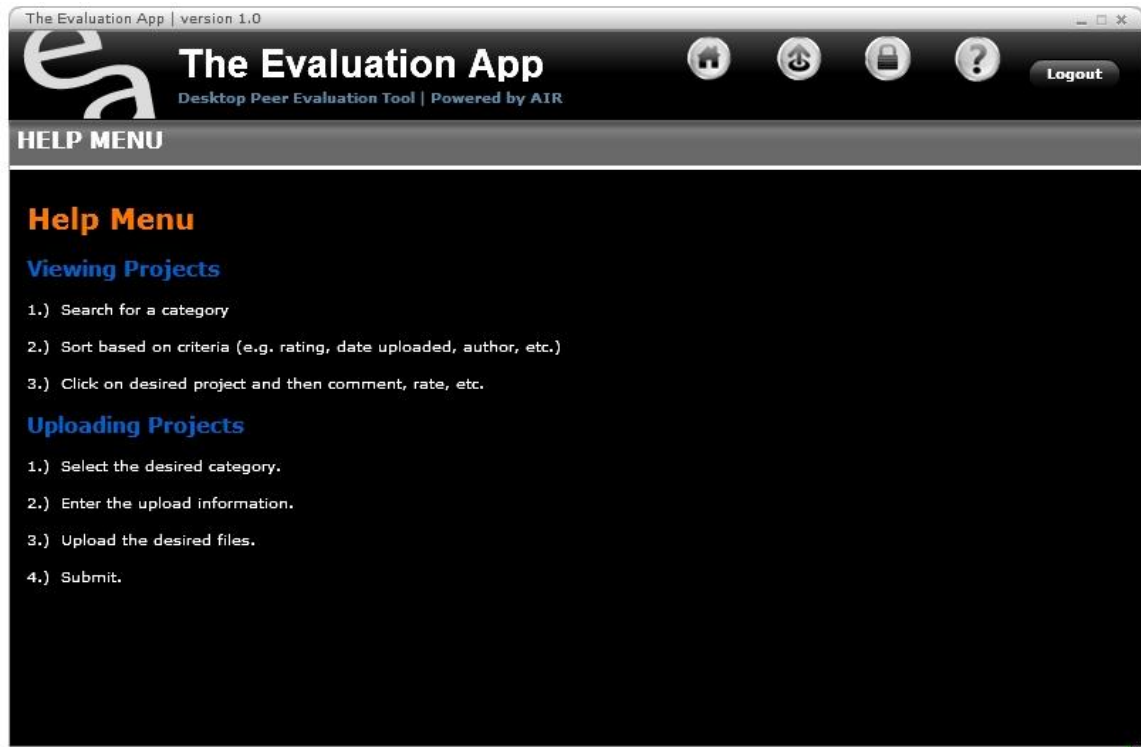 The Evaluation App | version 1.0
ea
The Evaluation App
Desktop Peer Evaluation Tool | Powered by AIR
?
Logout
HELP MENU
Help Menu
Viewing Projects
1.) Search for a category
2.) Sort based on criteria (e.g. rating, date uploaded, author, etc.)
3.) Click on desired project and then comment, rate, etc.
Uploading Projects
1.) Select the desired category.
2.) Enter the upload information.
3.) Upload the desired files.
4.) Submit.